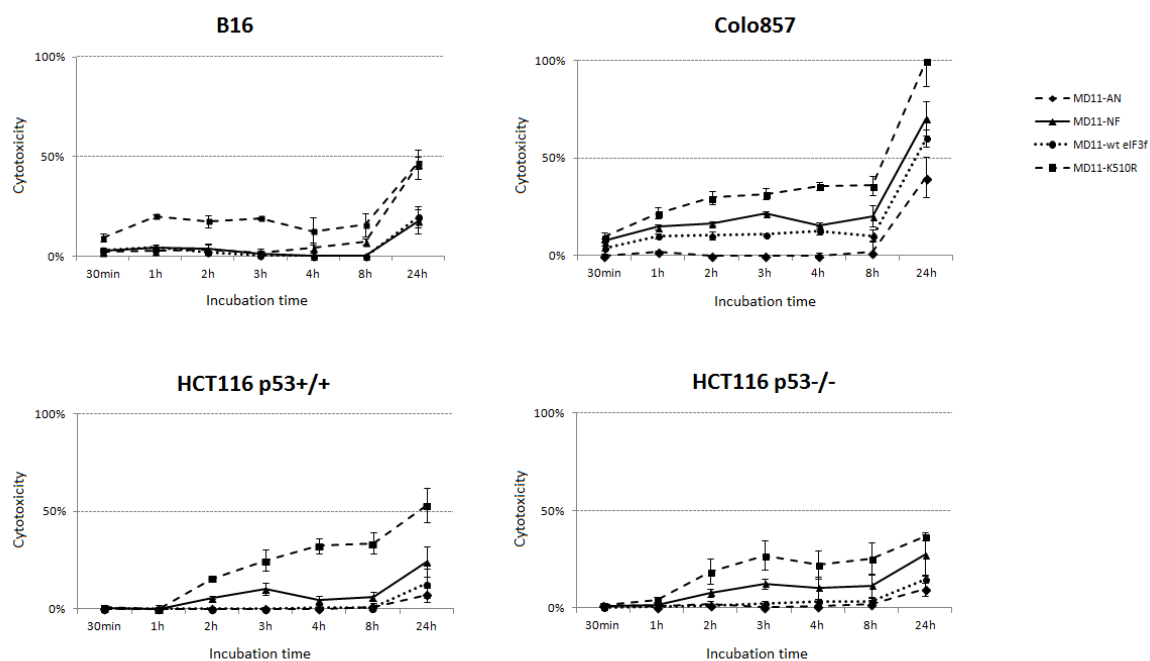 B16
100%
50%
0%
Cytotoxicity
30min 1h 2h 3h 4h 8h 24h
Incubation time
Colo857
100%
50%
0%
Cytotoxicity
30min 1h 2h 3h 4h 8h 24h
Incubation time
MD11-AN
MD11-NF
MD11-wt eIF3f
MD11-K510R
HCT116 p53+/+
100%
50%
0%
Cytotoxicity
30min 1h 2h 3h 4h 8h 24h
Incubation time
HCT116 p53-/-
100%
50%
0%
Cytotoxicity
30min 1h 2h 3h 4h 8h 24h
Incubation time